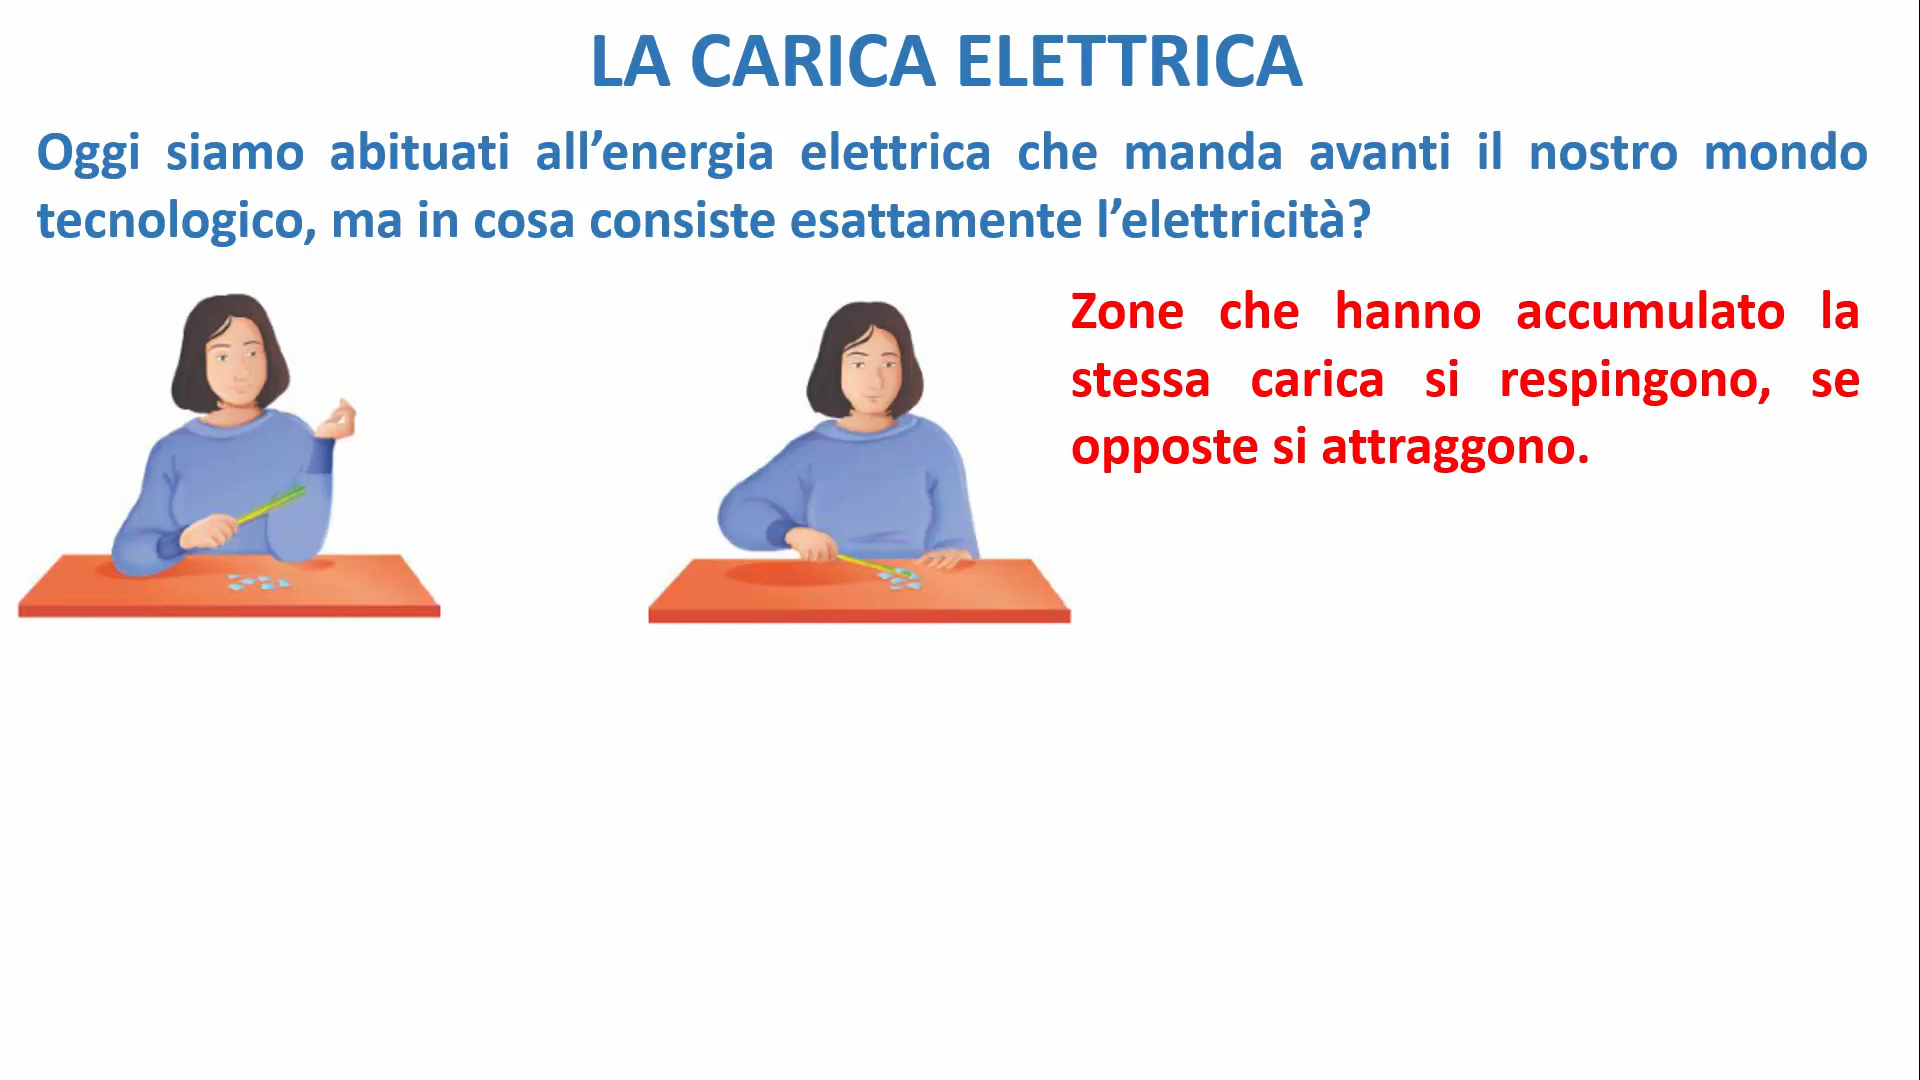 LA CARICA ELETTRICA
Oggi siamo abituati all’energia elettrica che manda avanti il nostro mondo
tecnologico, ma in cosa consiste esattamente l’elettricità?
Zone che hanno accumulato la
stessa carica si respingono, se
opposte si attraggono.